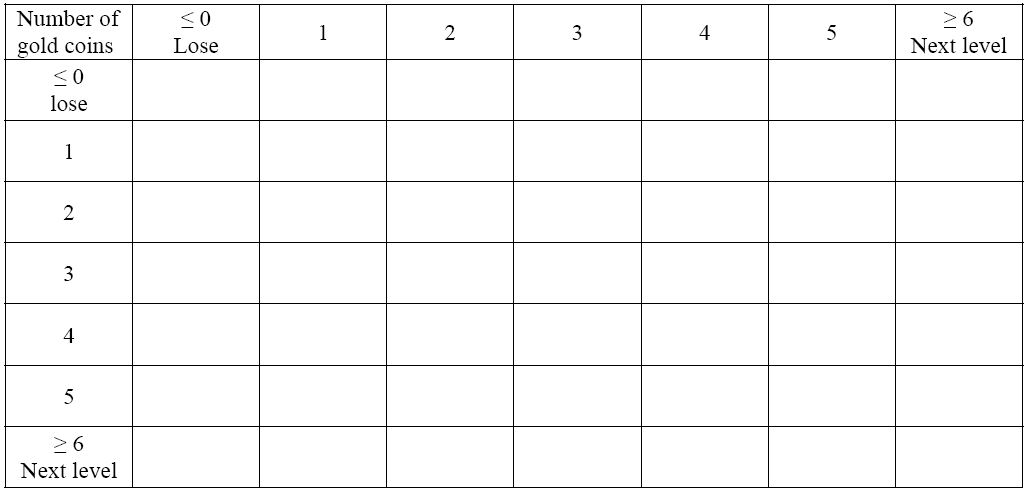 Number of
gold coins
≤ 0
Lose
1
2
3
4
5
≥ 6
Next level
≤ 0
lose
1
2
3
4
5
≥ 6
Next level